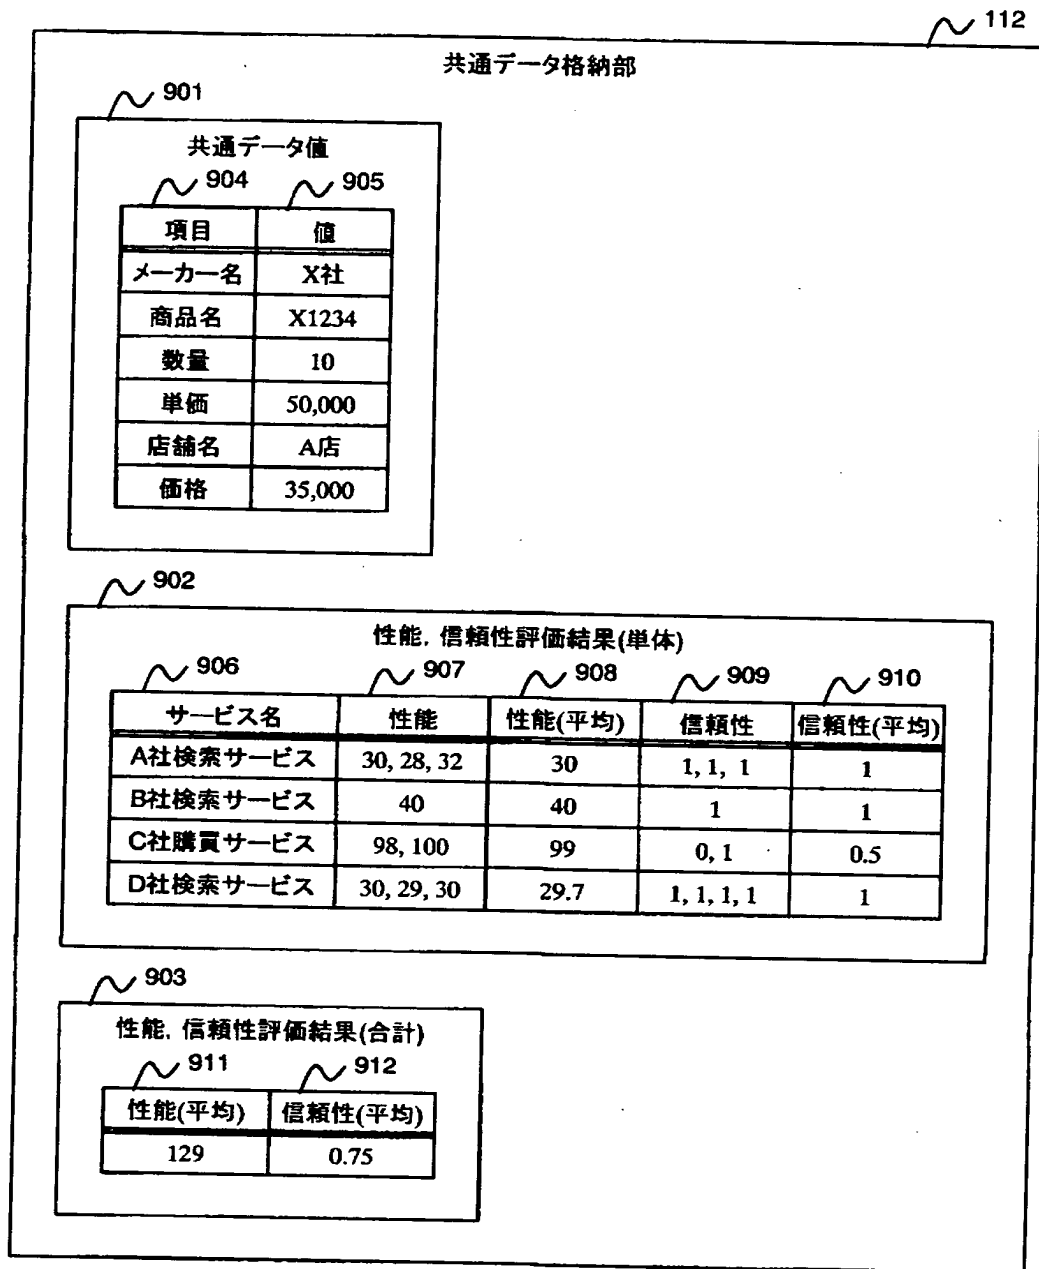 112
共通データ格納部
901
共通データ値
904 905
項目 値
メーカー名 X社
商品名 X1234
数量 10
単価 50,000
店舗名 A店
価格 35,000
902
性能, 信頼性評価結果(単体)
906 907 908 909 910
サービス名 性能 性能(平均) 信頼性 信頼性(平均)
A社検索サービス 30, 28, 32 30 1, 1, 1 1
B社検索サービス 40 40 1 1
C社購買サービス 98, 100 99 0, 1 0.5
D社検索サービス 30, 29, 30 29.7 1, 1, 1, 1 1
903
性能, 信頼性評価結果(合計)
911 912
性能(平均) 信頼性(平均)
129 0.75